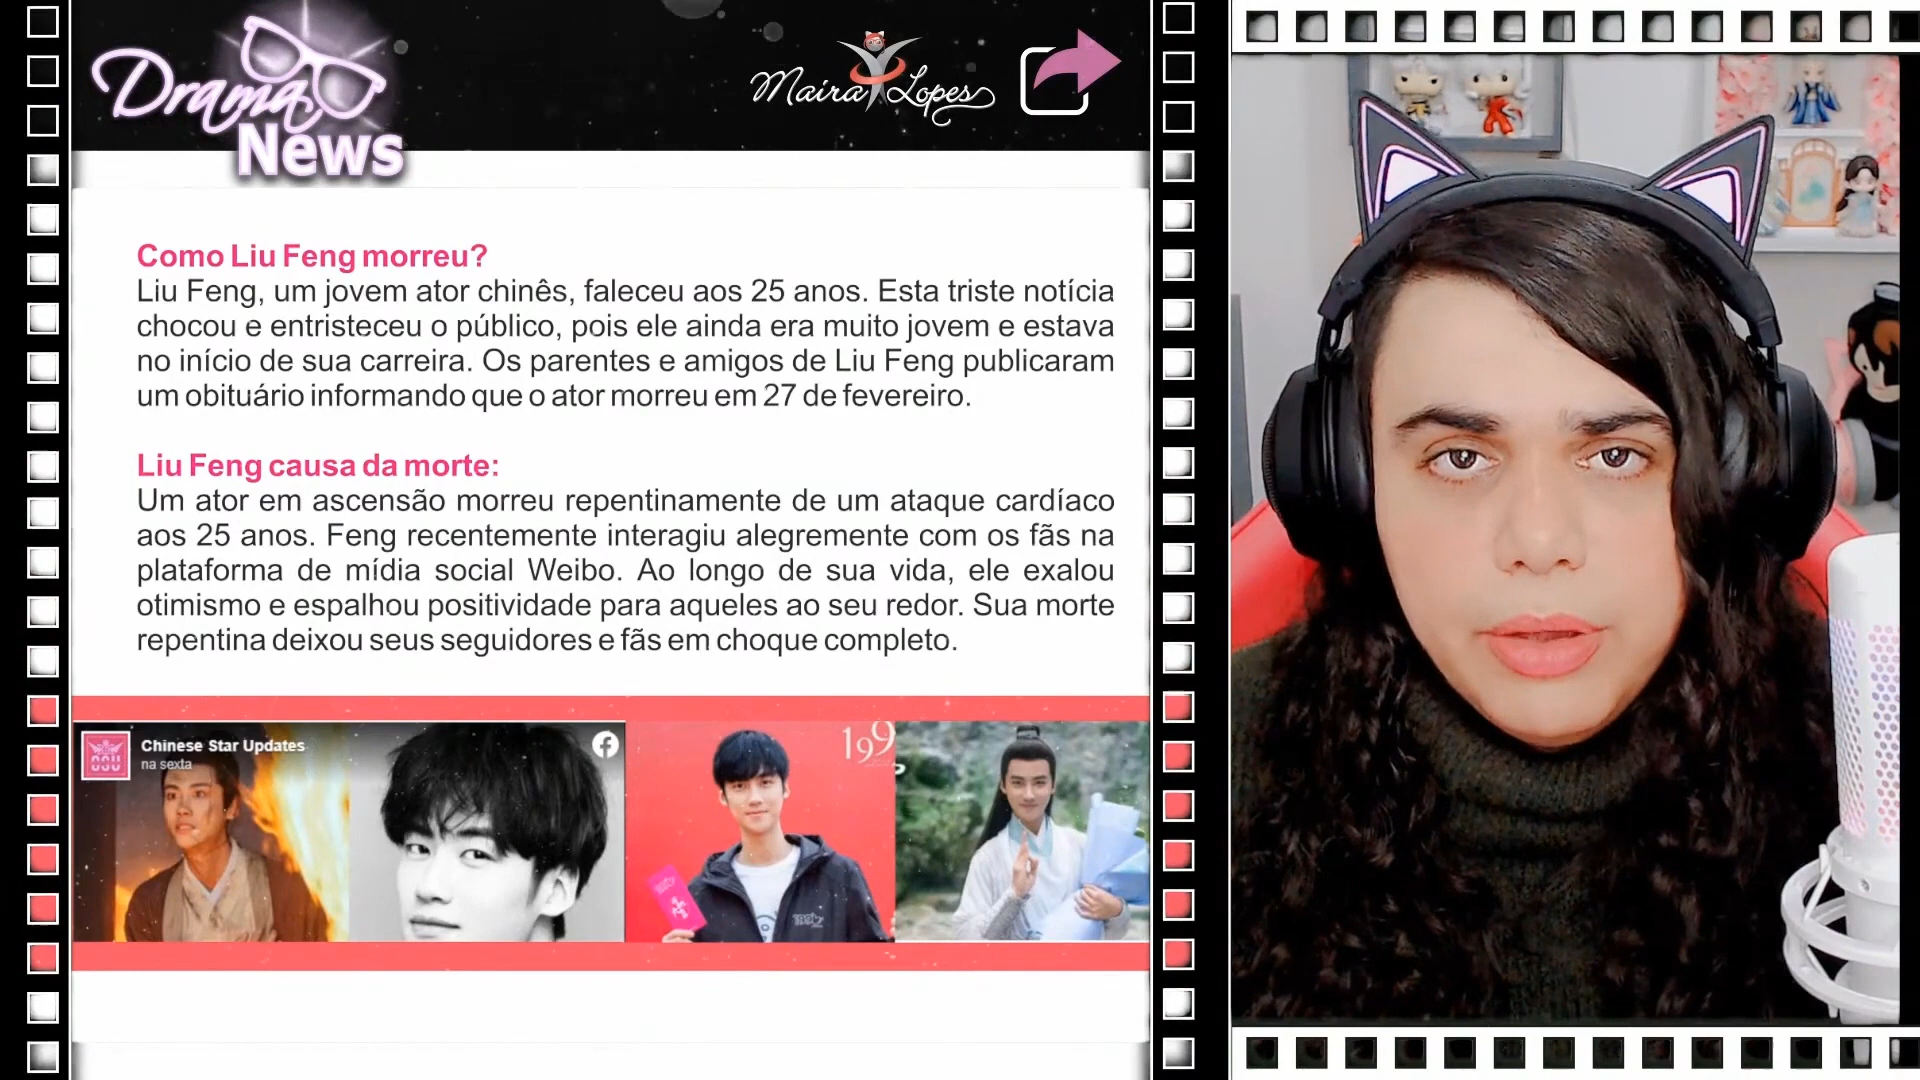 Drama
News
Maira Lopes
Como Liu Feng morreu?
Liu Feng, um jovem ator chinês, faleceu aos 25 anos. Esta triste notícia
chocou e entristeceu o público, pois ele ainda era muito jovem e estava
no início de sua carreira. Os parentes e amigos de Liu Feng publicaram
um obituário informando que o ator morreu em 27 de fevereiro.
Liu Feng causa da morte:
Um ator em ascensão morreu repentinamente de um ataque cardíaco
aos 25 anos. Feng recentemente interagiu alegremente com os fãs na
plataforma de mídia social Weibo. Ao longo de sua vida, ele exalou
otimismo e espalhou positividade para aqueles ao seu redor. Sua morte
repentina deixou seus seguidores e fãs em choque completo.
CSU
Chinese Star Updates
na sexta
199